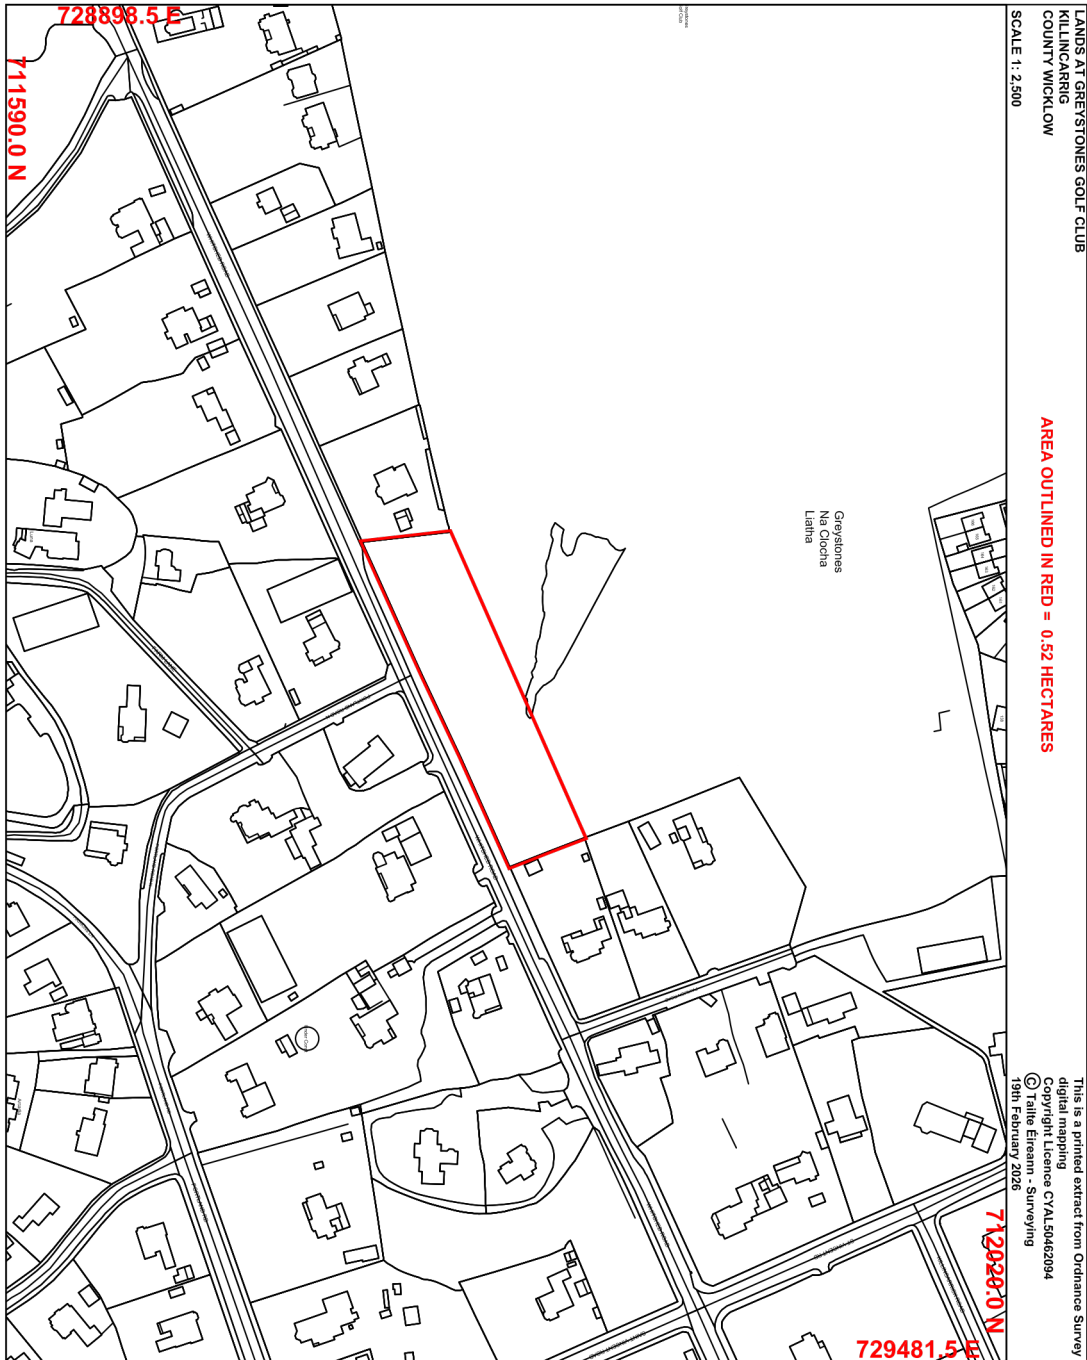 LANDS AT GREYSTONES GOLF CLUB
KILLINCARRIG
COUNTY WICKLOW
SCALE 1: 2,500
AREA OUTLINED IN RED = 0.52 HECTARES
This is a printed extract from Ordnance Survey
digital mapping
Copyright Licence CYAL50462094
© Tailte Éireann - Surveying
19th February 2026
728898.5 E
711590.0 N
Greystones
Na Clocha
Liatha
712020.0 N
729481.5 E